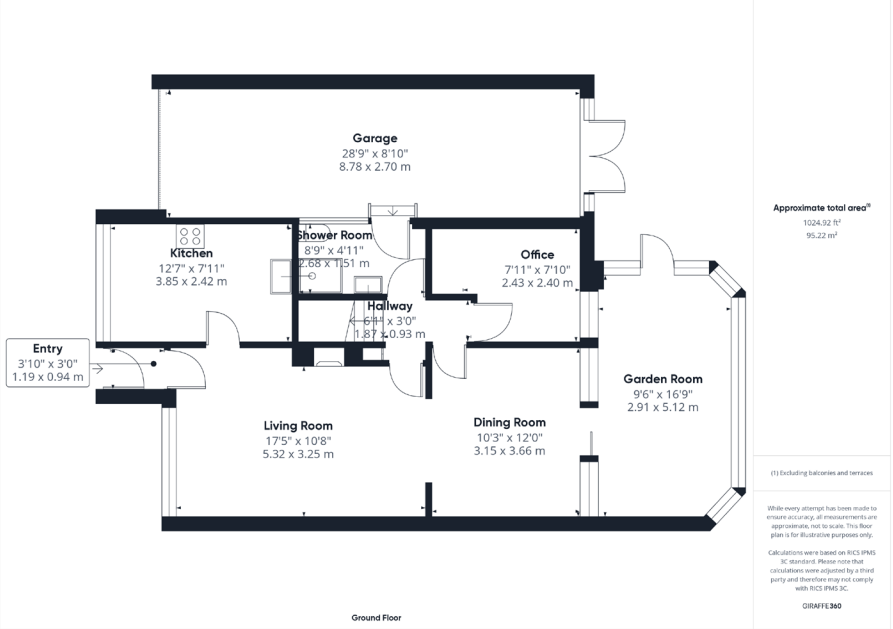 Garage
28'9" x 8'10"
8.78 x 2.70 m
Shower Room
8'9" x 4'11"
2.68 x 1.51 m
Kitchen
12'7" x 7'11"
3.85 x 2.42 m
Office
7'11" x 7'10"
2.43 x 2.40 m
Hallway
6'1" x 3'0"
1.87 x 0.93 m
Entry
3'10" x 3'0"
1.19 x 0.94 m
Garden Room
9'6" x 16'9"
2.91 x 5.12 m
Living Room
17'5" x 10'8"
5.32 x 3.25 m
Dining Room
10'3" x 12'0"
3.15 x 3.66 m
Ground Floor
Approximate total area(1)
1024.92 ft²
95.22 m²
(1) Excluding balconies and terraces
While every attempt has been made to
ensure accuracy, all measurements are
approximate, not to scale. This floor
plan is for illustrative purposes only.
Calculations were based on RICS IPMS
3C standard. Please note that
calculations were adjusted by a third
party and therefore may not comply
with RICS IPMS 3C.
GIRAFFE360